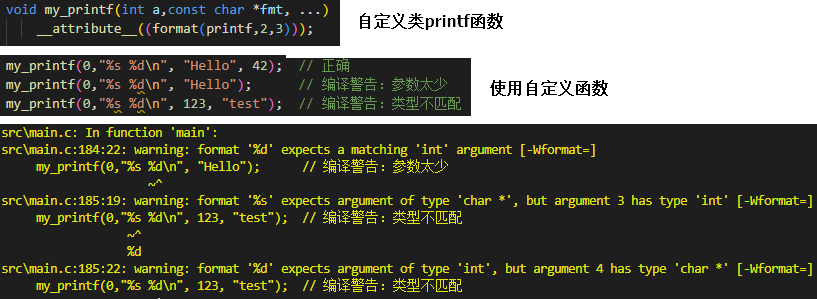 void my_printf(int a,const char *fmt, ...)
    __attribute__((format(printf,2,3)));
自定义类printf函数
my_printf(0,"%s %d\n", "Hello", 42);  // 正确
my_printf(0,"%s %d\n", "Hello");      // 编译警告：参数太少
my_printf(0,"%s %d\n", 123, "test");  // 编译警告：类型不匹配
使用自定义函数
src\main.c: In function 'main':
src\main.c:184:22: warning: format '%d' expects a matching 'int' argument [-Wformat=]
     my_printf(0,"%s %d\n", "Hello");      // 编译警告：参数太少
                     ~^
src\main.c:185:19: warning: format '%s' expects argument of type 'char *', but argument 3 has type 'int' [-Wformat=]
     my_printf(0,"%s %d\n", 123, "test");  // 编译警告：类型不匹配
                  ~^
                  %d
src\main.c:185:22: warning: format '%d' expects argument of type 'int', but argument 4 has type 'char *' [-Wformat=]
     my_printf(0,"%s %d\n", 123, "test");  // 编译警告：类型不匹配